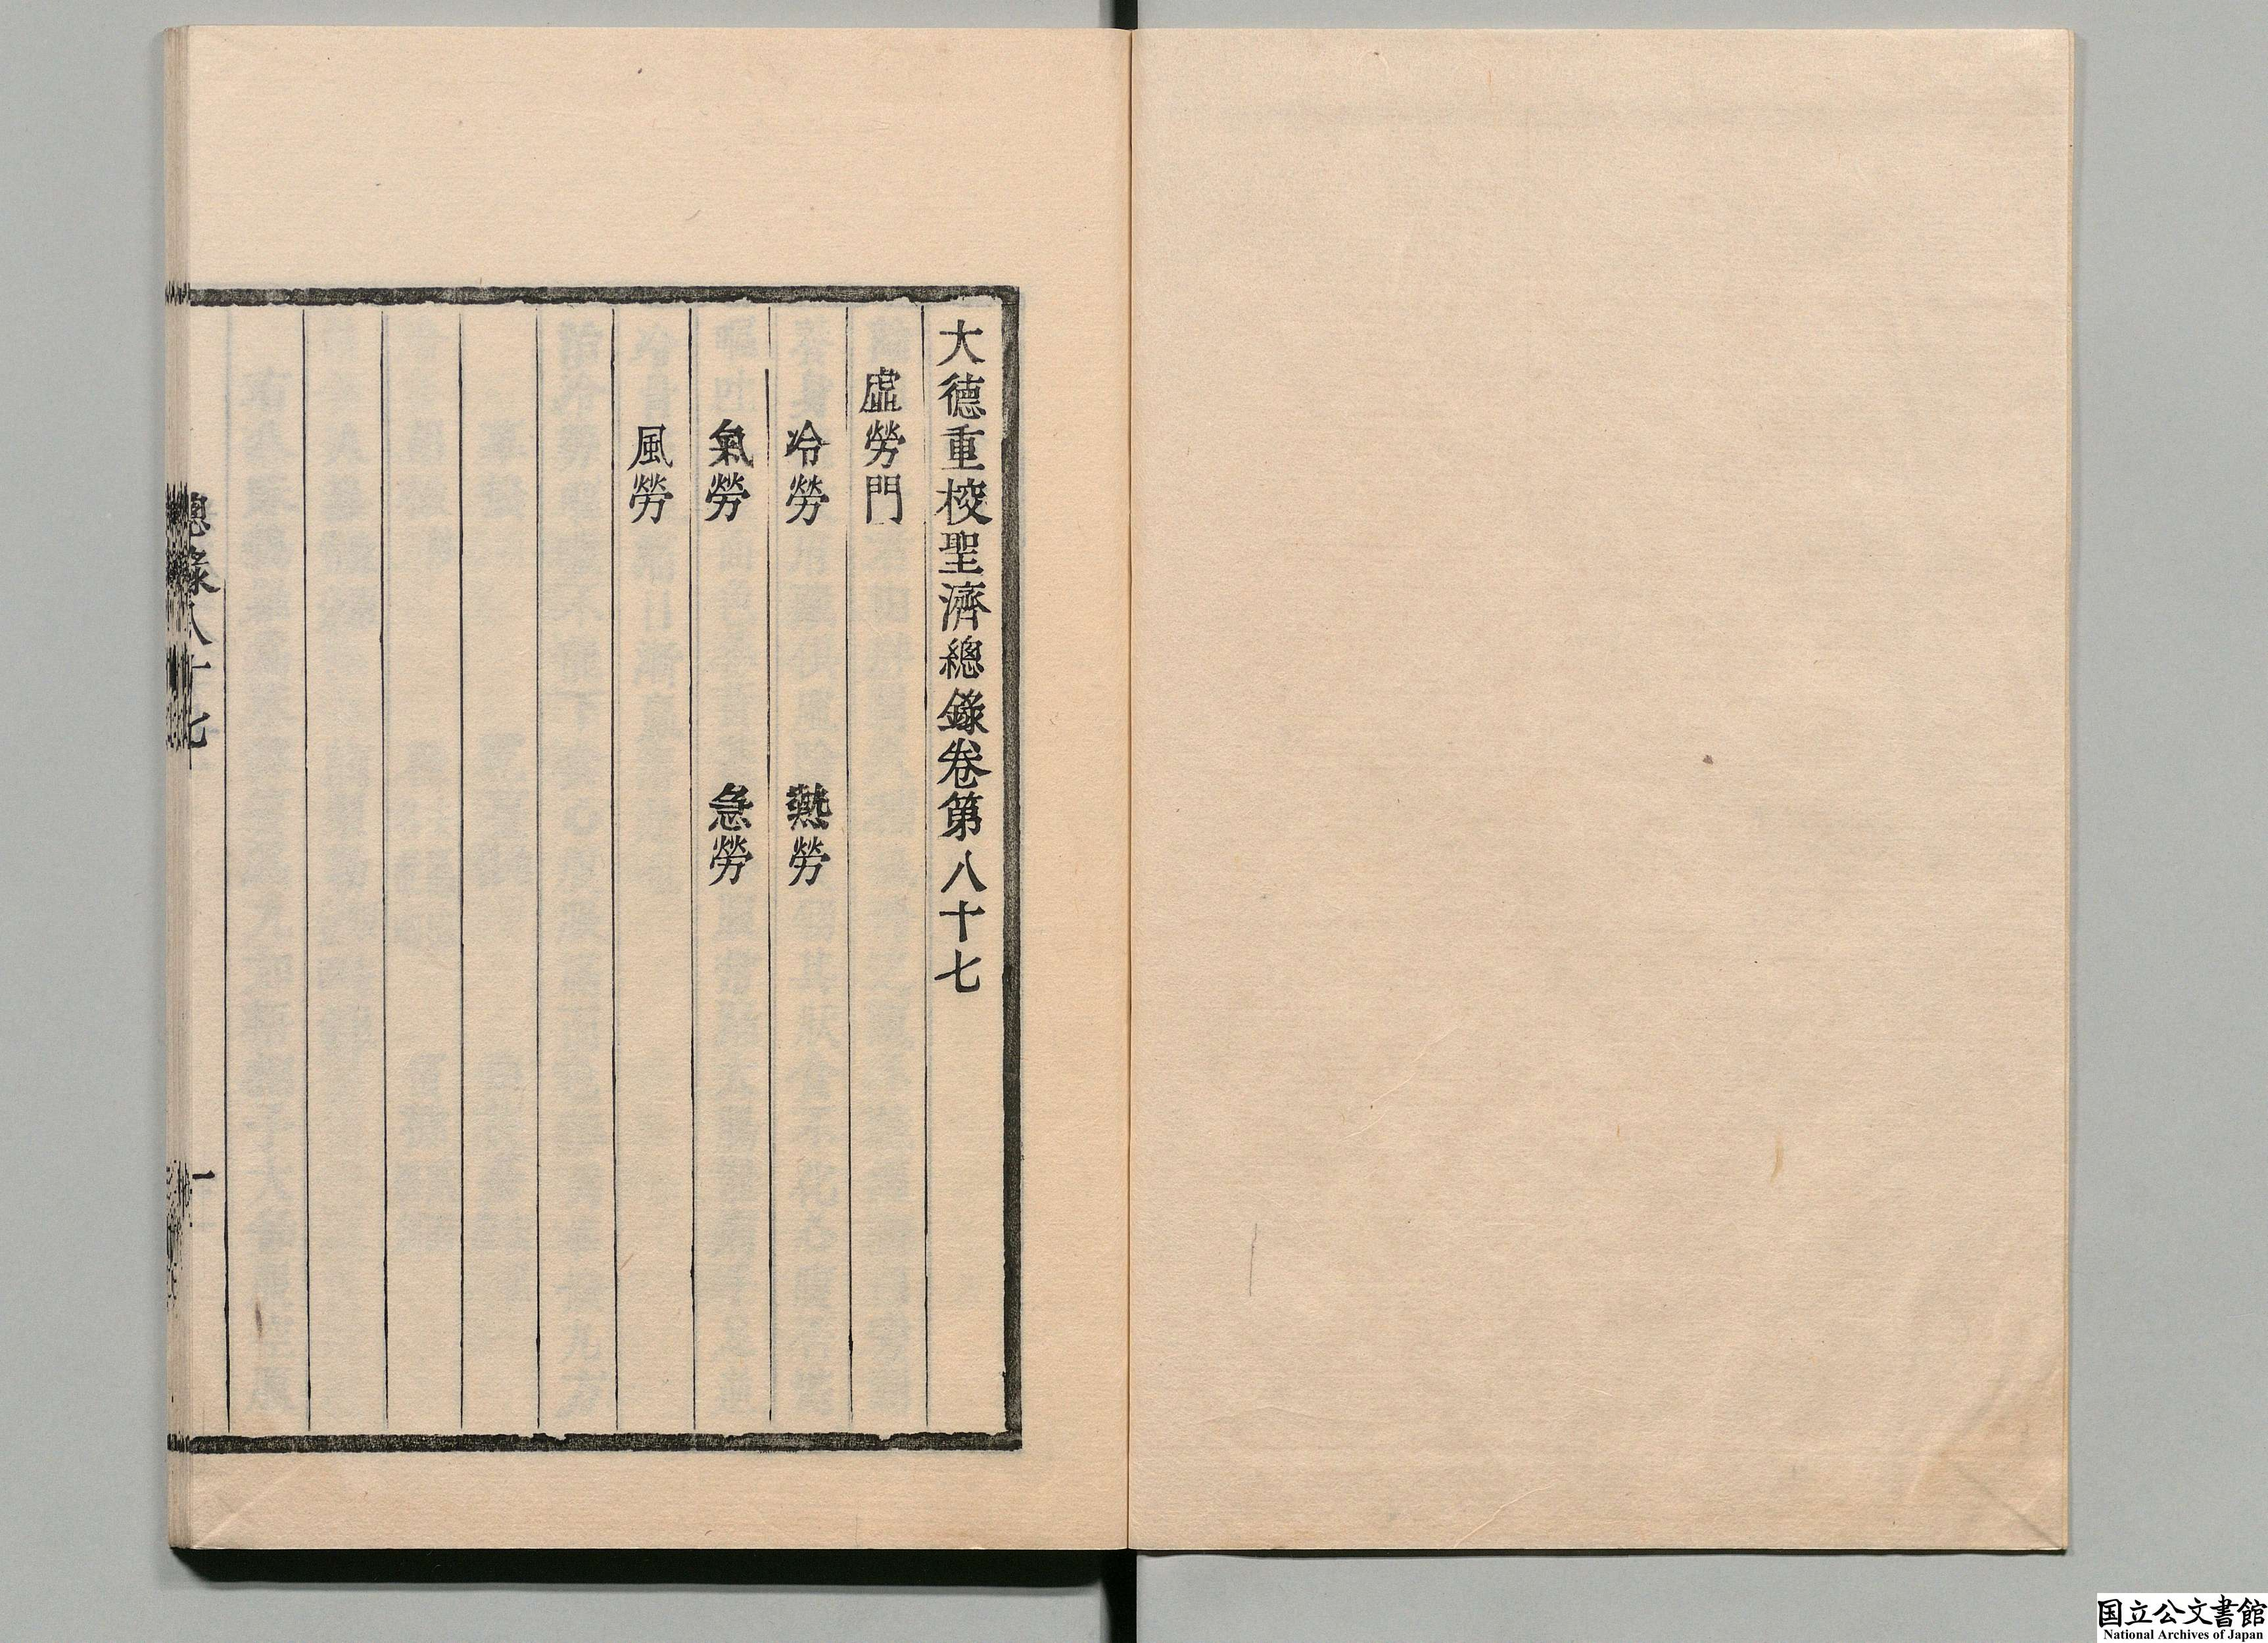 大德重校聖濟總錄卷第八十七
虛勞門
冷勞　熱勞
氣勞　急勞
風勞
總錄八十七　一
国立公文書館
National Archives of Japan